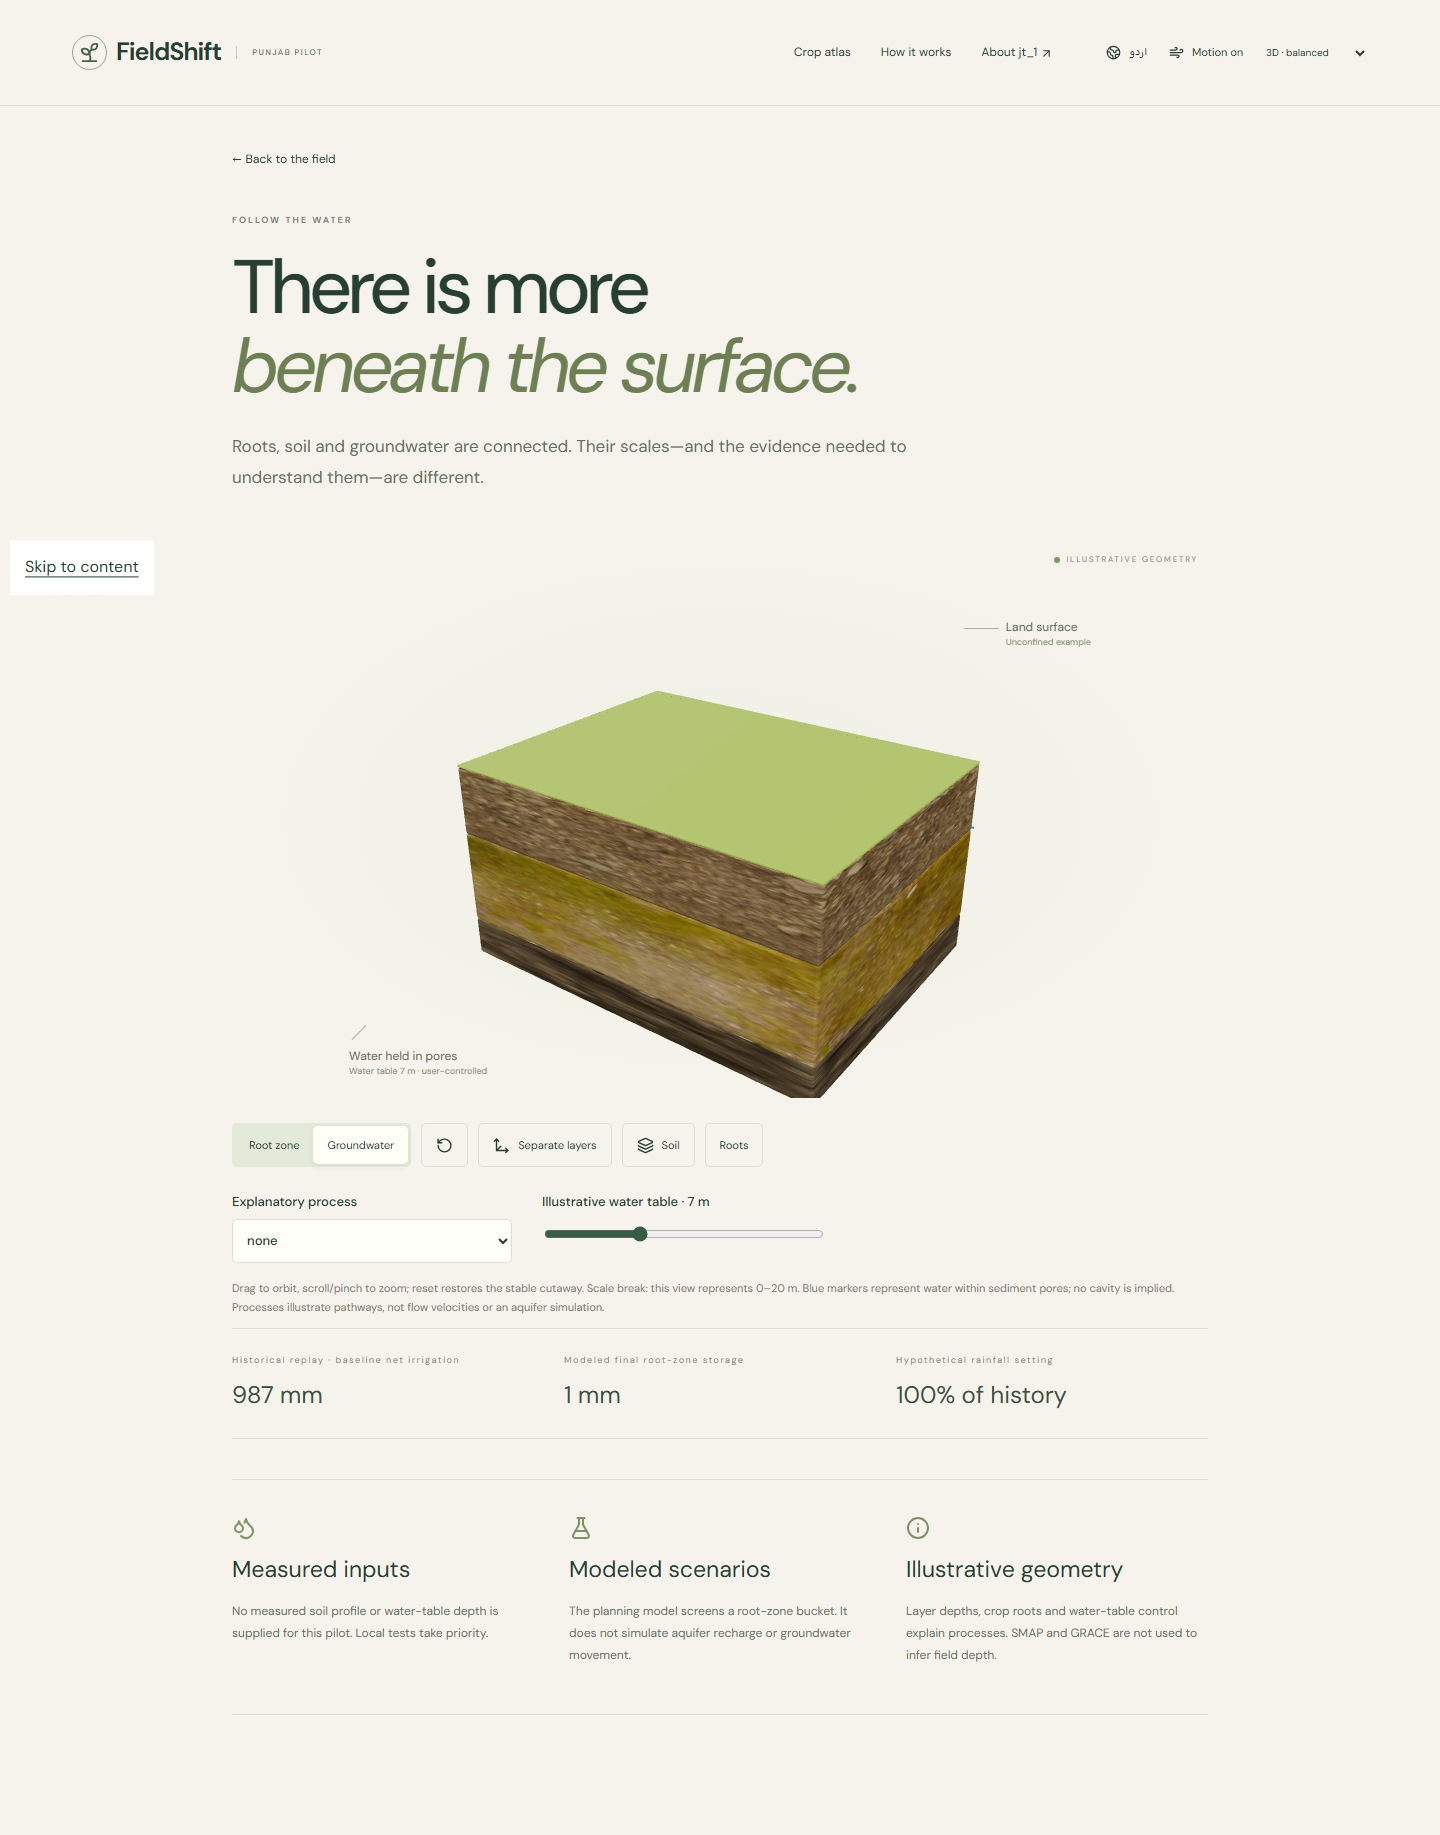 FieldShift
PUNJAB PILOT
Crop atlas
How it works
About jt_1
اردو
Motion on
3D · balanced
← Back to the field
FOLLOW THE WATER
There is more
beneath the surface.
Roots, soil and groundwater are connected. Their scales—and the evidence needed to
understand them—are different.
Skip to content
ILLUSTRATIVE GEOMETRY
Land surface
Unconfined example
Water held in pores
Water table 7 m · user-controlled
Root zone
Groundwater
Separate layers
Soil
Roots
Explanatory process
none
Illustrative water table · 7 m
Drag to orbit, scroll/pinch to zoom; reset restores the stable cutaway. Scale break: this view represents 0–20 m. Blue markers represent water within sediment pores; no cavity is implied.
Processes illustrate pathways, not flow velocities or an aquifer simulation.
Historical replay · baseline net irrigation
987 mm
Modeled final root-zone storage
1 mm
Hypothetical rainfall setting
100% of history
Measured inputs
No measured soil profile or water-table depth is
supplied for this pilot. Local tests take priority.
Modeled scenarios
The planning model screens a root-zone bucket. It
does not simulate aquifer recharge or groundwater
movement.
Illustrative geometry
Layer depths, crop roots and water-table control
explain processes. SMAP and GRACE are not used to
infer field depth.